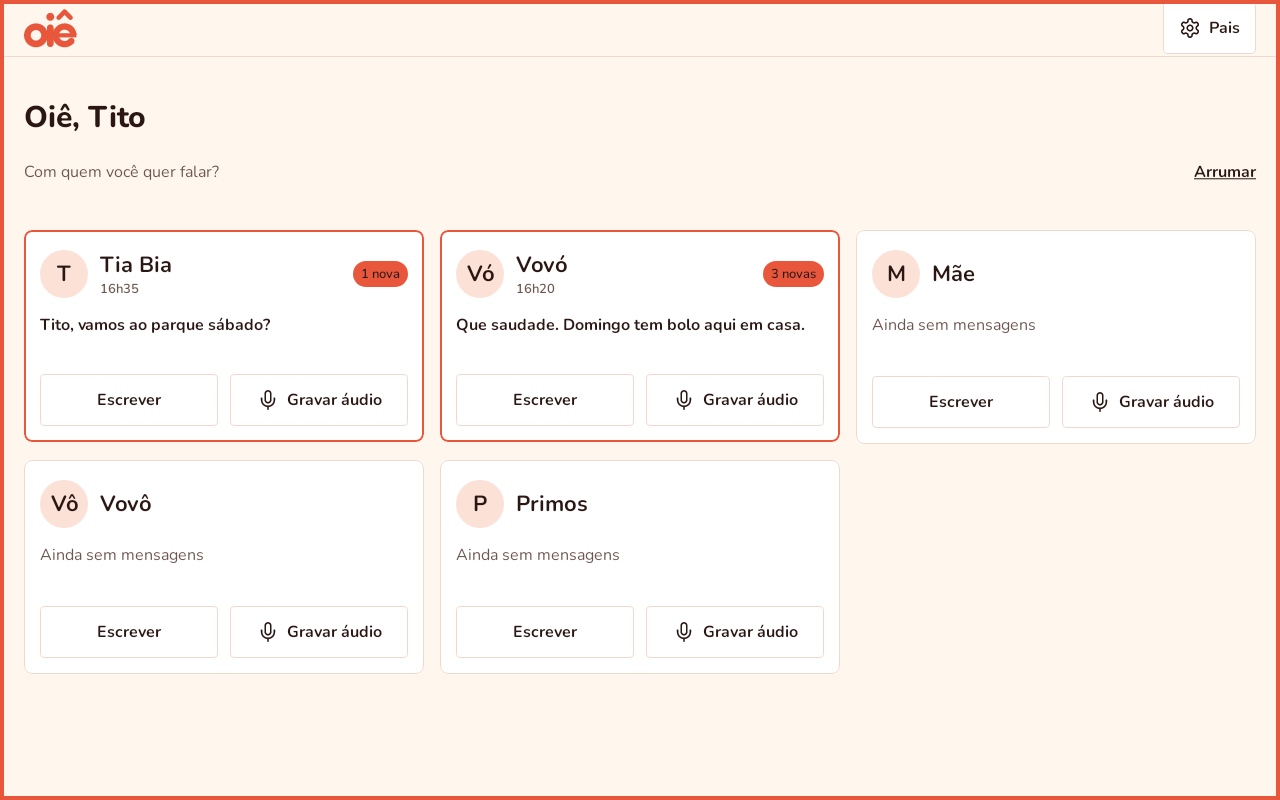 oiê
Pais
Oiê, Tito
Com quem você quer falar?
Arrumar
T
Tia Bia
16h35
1 nova
Tito, vamos ao parque sábado?
Escrever
Gravar áudio
Vó
Vovó
16h20
3 novas
Que saudade. Domingo tem bolo aqui em casa.
Escrever
Gravar áudio
M
Mãe
Ainda sem mensagens
Escrever
Gravar áudio
Vô
Vovô
Ainda sem mensagens
Escrever
Gravar áudio
P
Primos
Ainda sem mensagens
Escrever
Gravar áudio